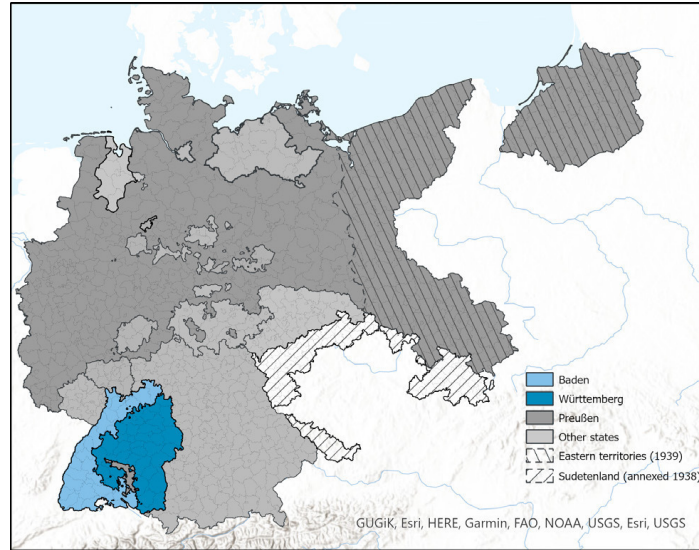 Baden
Württemberg
Preußen
Other states
Eastern territories (1939)
Sudetenland (annexed 1938)
GUGiK, Esri, HERE, Garmin, FAO, NOAA, USGS, Esri, USGS